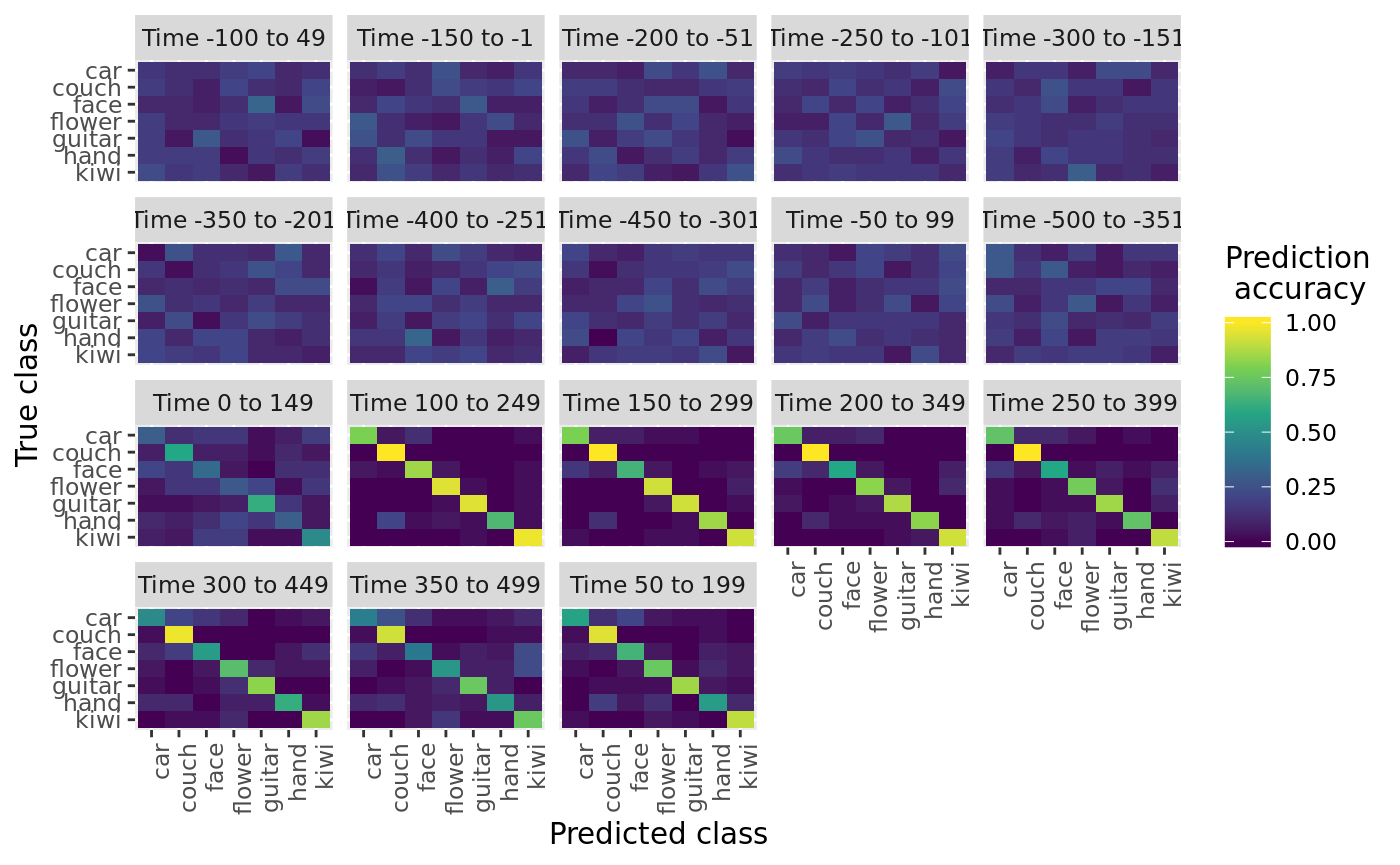 Time -100 to 49
Time -150 to -1
Time -200 to -51
Time -250 to -101
Time -300 to -151
car
couch
face
flower
guitar
hand
kiwi
Time -350 to -201
Time -400 to -251
Time -450 to -301
Time -50 to 99
Time -500 to -351
car
couch
face
flower
guitar
hand
kiwi
Time 0 to 149
Time 100 to 249
Time 150 to 299
Time 200 to 349
Time 250 to 399
car
couch
face
flower
guitar
hand
kiwi
car
couch
face
flower
guitar
hand
kiwi
car
couch
face
flower
guitar
hand
kiwi
Time 300 to 449
Time 350 to 499
Time 50 to 199
car
couch
face
flower
guitar
hand
kiwi
car
couch
face
flower
guitar
hand
kiwi
car
couch
face
flower
guitar
hand
kiwi
car
couch
face
flower
guitar
hand
kiwi
Predicted class
True class
Prediction
accuracy
1.00
0.75
0.50
0.25
0.00